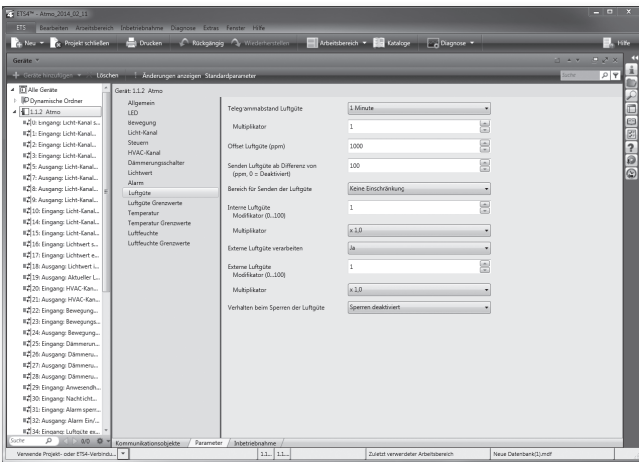 ETS4™ - Atmo_2014_02_11
ETS Bearbeiten Arbeitsbereich Inbetriebnahme Diagnose Extras Fenster Hilfe
Neu Projekt schließen Drucken Rückgängig Wiederherstellen Arbeitsbereich Kataloge Diagnose Hilfe
Geräte
Geräte hinzufügen Löschen Änderungen anzeigen Standardparameter Suche
Alle Geräte
Dynamische Ordner
1.1.2 Atmo
0: Eingang: Licht-Kanal s...
1: Eingang: Licht-Kanal...
2: Eingang: Licht-Kanal...
3: Eingang: Licht-Kanal...
5: Ausgang: Licht-Kanal...
7: Ausgang: Licht-Kanal...
8: Ausgang: Licht-Kanal...
9: Ausgang: Licht-Kanal...
10: Eingang: Licht-Kanal...
14: Eingang: Licht-Kanal...
15: Eingang: Licht-Kanal...
16: Eingang: Lichtwert s...
17: Eingang: Lichtwert e...
18: Ausgang: Lichtwert i...
19: Ausgang: Aktueller L...
20: Eingang: HVAC-Kan...
21: Ausgang: HVAC-Kan...
22: Eingang: Bewegung...
23: Eingang: Bewegungs...
24: Ausgang: Bewegung...
25: Eingang: Dämmerun...
26: Ausgang: Dämmeru...
27: Ausgang: Dämmeru...
28: Ausgang: Dämmeru...
29: Eingang: Anwesendh...
30: Eingang: Nacht icht...
31: Eingang: Alarm sperr...
32: Ausgang: Alarm Ein/...
34: Eingang: Luftgüte ex...
Suche 0/0
Gerät: 1.1.2 Atmo
Allgemein
LED
Bewegung
Licht-Kanal
Steuern
HVAC-Kanal
Dämmerungsschalter
Lichtwert
Alarm
Luftgüte
Luftgüte Grenzwerte
Temperatur
Temperatur Grenzwerte
Luftfeuchte
Luftfeuchte Grenzwerte
Telegrammabstand Luftgüte 1 Minute
Multiplikator 1
Offset Luftgüte (ppm) 1000
Senden Luftgüte ab Differenz von 100
(ppm, 0 = Deaktiviert)
Bereich für Senden der Luftgüte Keine Einschränkung
Interne Luftgüte 1
Modifikator (0...100)
Multiplikator x 1,0
Externe Luftgüte verarbeiten Ja
Externe Luftgüte 1
Modifikator (0...100)
Multiplikator x 1,0
Verhalten beim Sperren der Luftgüte Sperren deaktiviert
Kommunikationsobjekte Parameter Inbetriebnahme
Verwende Projekt- oder ETS4-Verbindu... 1.1... 1.1... Zuletzt verwendeter Arbeitsbereich Neue Datenbank(1).mdf